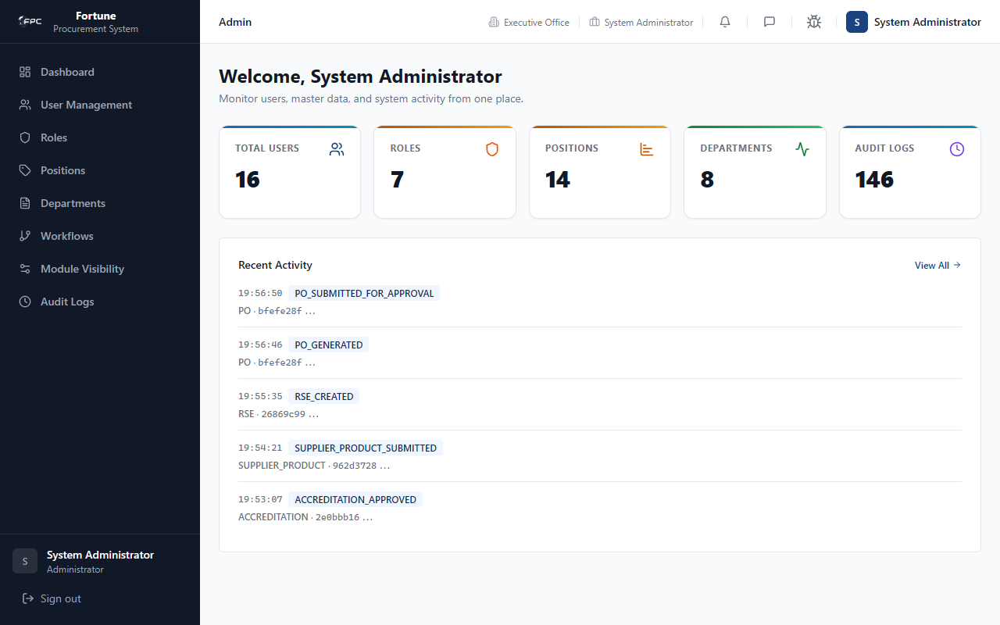 FPC
Fortune
Procurement System
Dashboard
User Management
Roles
Positions
Departments
Workflows
Module Visibility
Audit Logs
S
System Administrator
Administrator
Sign out
Admin
Executive Office
System Administrator
S
System Administrator
Welcome, System Administrator
Monitor users, master data, and system activity from one place.
TOTAL USERS
16
ROLES
7
POSITIONS
14
DEPARTMENTS
8
AUDIT LOGS
146
Recent Activity
View All →
19:56:50 PO_SUBMITTED_FOR_APPROVAL
PO · bfefe28f ...
19:56:46 PO_GENERATED
PO · bfefe28f ...
19:55:35 RSE_CREATED
RSE · 26869c99 ...
19:54:21 SUPPLIER_PRODUCT_SUBMITTED
SUPPLIER_PRODUCT · 962d3728 ...
19:53:07 ACCREDITATION_APPROVED
ACCREDITATION · 2e0bbb16 ...